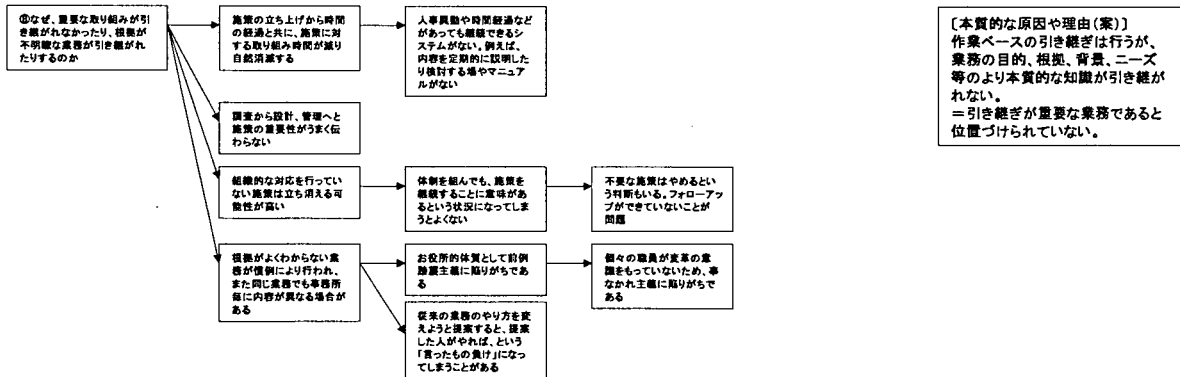 ⑧なぜ、重要な取り組みが引
き継がれなかったり、根拠が
不明瞭な業務が引き継がれ
たりするのか
施策の立ち上げから時間
の経過と共に、施策に対
する取り組み時間が減り
自然消滅する
人事異動や時間経過など
があっても継続できるシ
ステムがない。例えば、
内容を定期的に説明した
り検討する場やマニュア
ルがない
調査から設計、管理へと
施策の重要性がうまく伝
わらない
組織的な対応を行ってい
ない施策は立ち消える可
能性が高い
体制を組んでも、施策を
継続することに意味があ
るという状況になってしま
うとよくない
不要な施策はやめるとい
う判断もいる。フォローアッ
プができていないことが
問題
根拠がよくわからない業
務が慣例により行われ、
また同じ業務でも事務所
毎に内容が異なる場合が
ある
お役所的体質として前例
踏襲主義に陥りがちであ
る
個々の職員が変革の意
識をもっていないため、事
なかれ主義に陥りがちで
ある
従来の業務のやり方を変
えようと提案すると、提案
した人がやれば、という
「言ったもの負け」になっ
てしまうことがある
［本質的な原因や理由（案）］
作業ベースの引き継ぎは行うが、
業務の目的、根拠、背景、ニーズ
等のより本質的な知識が引き継が
れない。
＝引き継ぎが重要な業務であると
位置づけられていない。